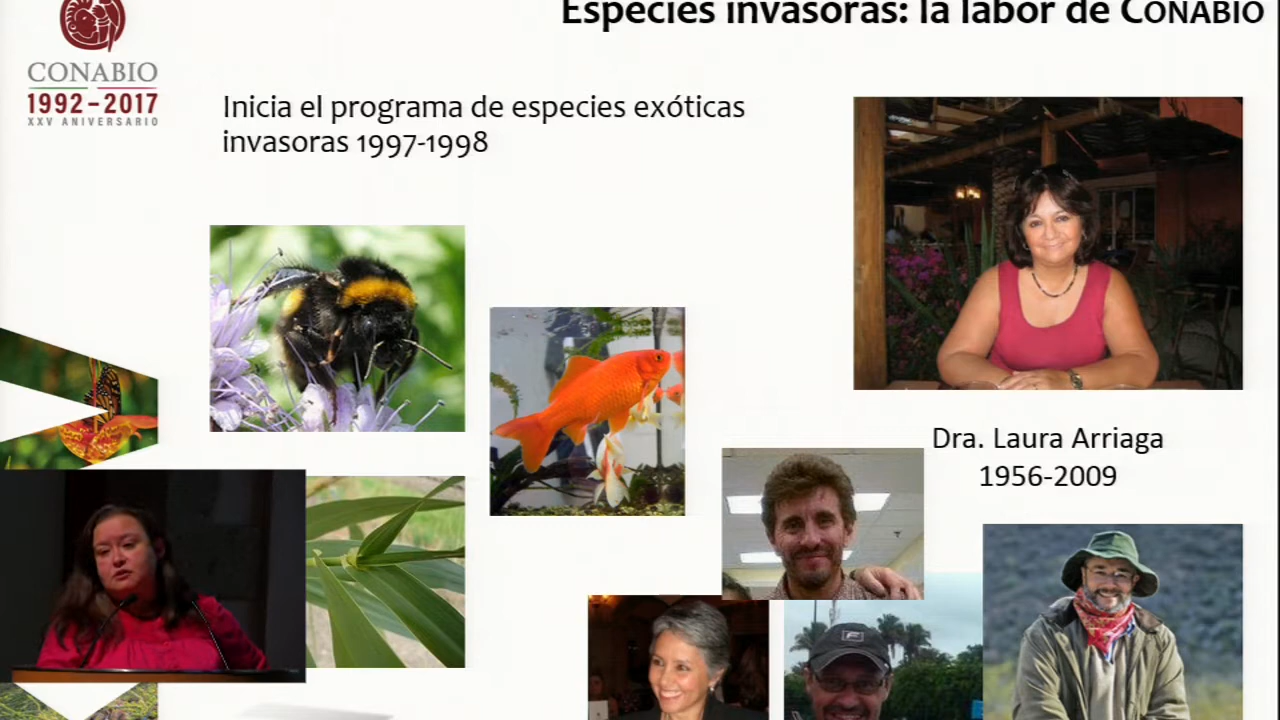 Especies invasoras: la labor de CONABIO
CONABIO
1992-2017
XXV ANIVERSARIO
Inicia el programa de especies exóticas
invasoras 1997-1998
Dra. Laura Arriaga
1956-2009